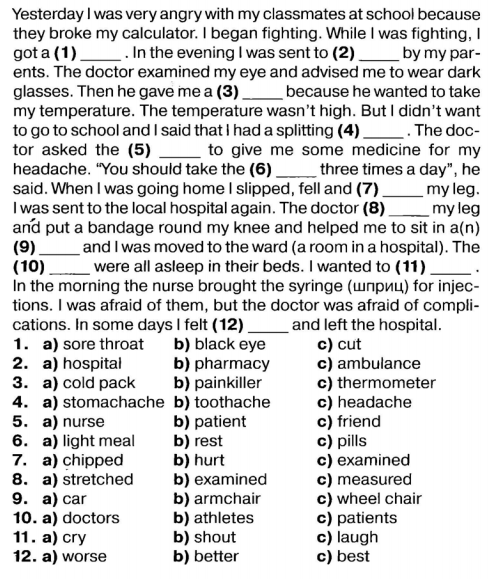 Yesterday I was very angry with my classmates at school because
they broke my calculator. I began fighting. While I was fighting, I
got a (1) _____ . In the evening I was sent to (2) _____ by my par-
ents. The doctor examined my eye and advised me to wear dark
glasses. Then he gave me a (3) _____ because he wanted to take
my temperature. The temperature wasn't high. But I didn't want
to go to school and I said that I had a splitting (4) _____ . The doc-
tor asked the (5) _____ to give me some medicine for my
headache. "You should take the (6) _____ three times a day", he
said. When I was going home I slipped, fell and (7) _____ my leg.
I was sent to the local hospital again. The doctor (8) _____ my leg
and put a bandage round my knee and helped me to sit in a(n)
(9) _____ and I was moved to the ward (a room in a hospital). The
(10) _____ were all asleep in their beds. I wanted to (11) _____ .
In the morning the nurse brought the syringe (шприц) for injec-
tions. I was afraid of them, but the doctor was afraid of compli-
cations. In some days I felt (12) _____ and left the hospital.
1. a) sore throat b) black eye c) cut
2. a) hospital b) pharmacy c) ambulance
3. a) cold pack b) painkiller c) thermometer
4. a) stomachache b) toothache c) headache
5. a) nurse b) patient c) friend
6. a) light meal b) rest c) pills
7. a) chipped b) hurt c) examined
8. a) stretched b) examined c) measured
9. a) car b) armchair c) wheel chair
10. a) doctors b) athletes c) patients
11. a) cry b) shout c) laugh
12. a) worse b) better c) best